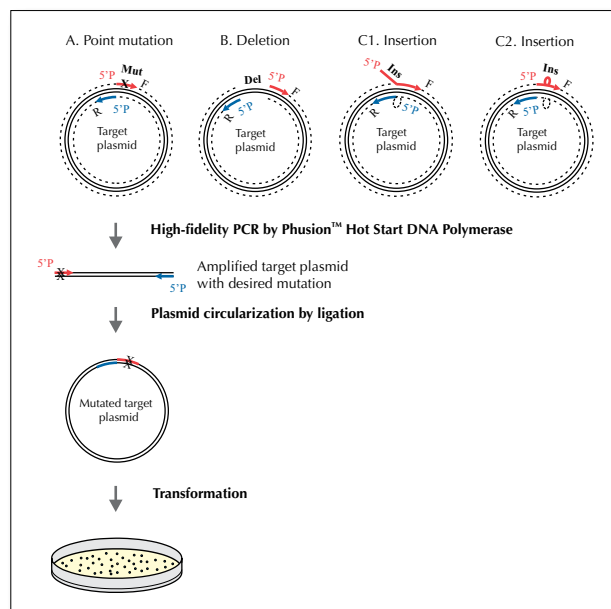 A. Point mutation
B. Deletion
C1. Insertion
C2. Insertion
5'P Mut F
R 5'P
Target
plasmid
Del 5'P F
R 5'P
Target
plasmid
5'P Ins F
R 5'P
Target
plasmid
Ins
5'P F
R 5'P
Target
plasmid
High-fidelity PCR by Phusion™ Hot Start DNA Polymerase
5'P
X
X
Amplified target plasmid
with desired mutation
5'P
Plasmid circularization by ligation
X
X
Mutated target
plasmid
Transformation